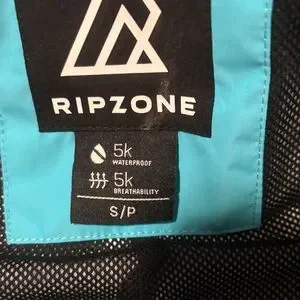 RIPZONE
5k
WATERPROOF
5k
BREATHABILITY
S/P